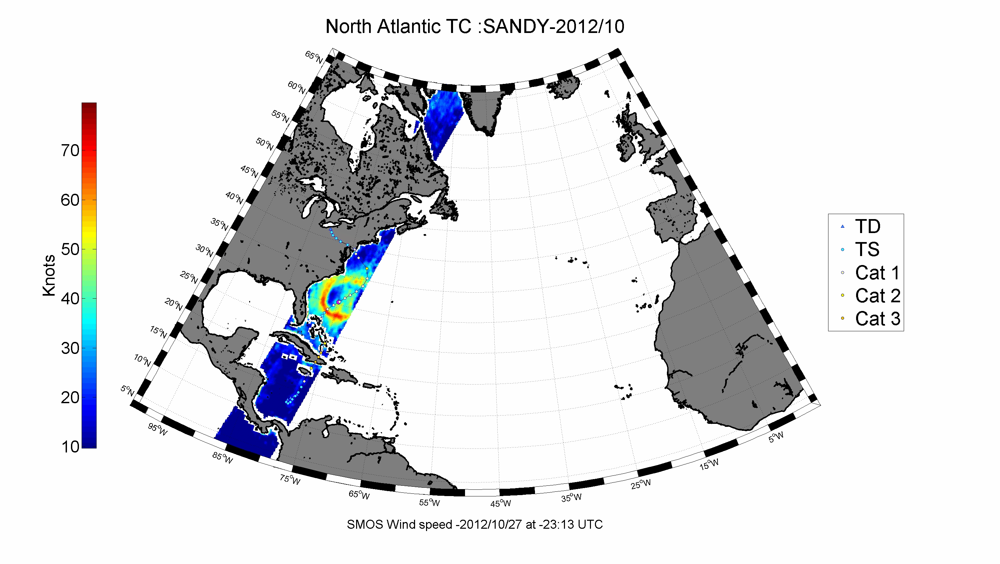 North Atlantic TC :SANDY-2012/10
65°N
60°N
55°N
50°N
45°N
40°N
35°N
30°N
25°N
20°N
15°N
10°N
5°N
95°W
85°W
75°W
65°W
55°W
45°W
35°W
25°W
15°W
5°W
Knots
70
60
50
40
30
20
10
TD
TS
Cat 1
Cat 2
Cat 3
SMOS Wind speed -2012/10/27 at -23:13 UTC